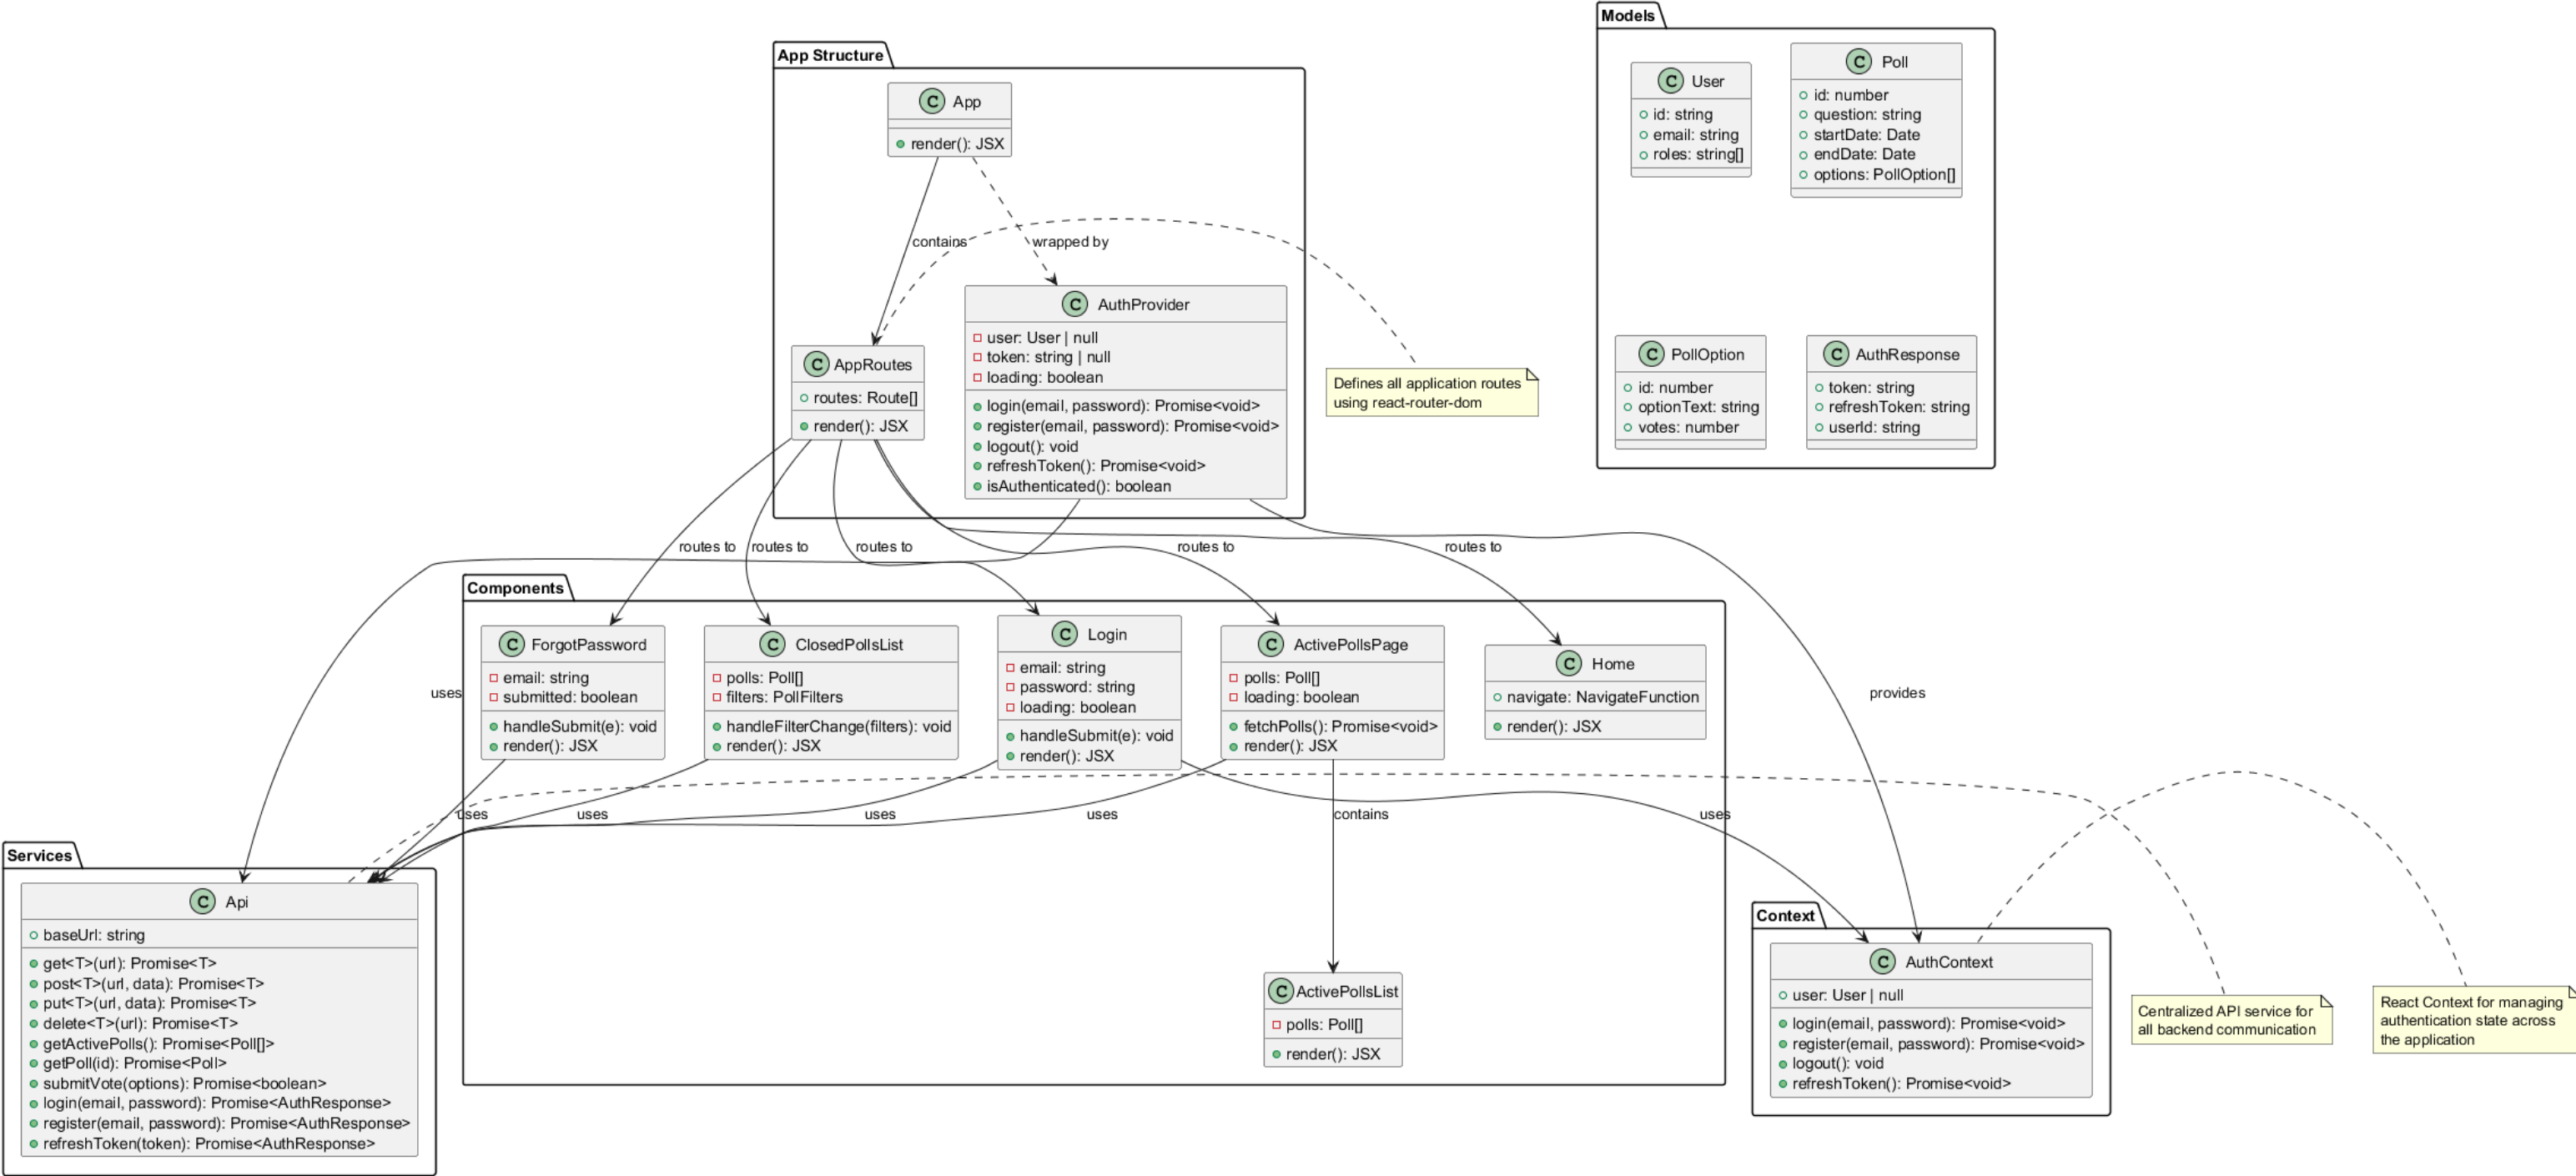 Models
App Structure
C Poll
id: number
question: string
startDate: Date
endDate: Date
options: PollOption[]
C User
id: string
email: string
roles: string[]
C App
render(): JSX
contains
wrapped by
C AuthProvider
user: User | null
token: string | null
loading: boolean
login(email, password): Promise<void>
register(email, password): Promise<void>
logout(): void
refreshToken(): Promise<void>
isAuthenticated(): boolean
C AppRoutes
routes: Route[]
render(): JSX
Defines all application routes
using react-router-dom
C PollOption
id: number
optionText: string
votes: number
C AuthResponse
token: string
refreshToken: string
userId: string
routes to
routes to
routes to
routes to
routes to
Components
C ForgotPassword
email: string
submitted: boolean
handleSubmit(e): void
render(): JSX
C ClosedPollsList
polls: Poll[]
filters: PollFilters
handleFilterChange(filters): void
render(): JSX
C Login
email: string
password: string
loading: boolean
handleSubmit(e): void
render(): JSX
C ActivePollsPage
polls: Poll[]
loading: boolean
fetchPolls(): Promise<void>
render(): JSX
C Home
navigate: NavigateFunction
render(): JSX
uses
provides
uses
uses
uses
uses
contains
uses
Services
C Api
baseUrl: string
get<T>(url): Promise<T>
post<T>(url, data): Promise<T>
put<T>(url, data): Promise<T>
delete<T>(url): Promise<T>
getActivePolls(): Promise<Poll[]>
getPoll(id): Promise<Poll>
submitVote(options): Promise<boolean>
login(email, password): Promise<AuthResponse>
register(email, password): Promise<AuthResponse>
refreshToken(token): Promise<AuthResponse>
C ActivePollsList
polls: Poll[]
render(): JSX
Context
C AuthContext
user: User | null
login(email, password): Promise<void>
register(email, password): Promise<void>
logout(): void
refreshToken(): Promise<void>
Centralized API service for
all backend communication
React Context for managing
authentication state across
the application